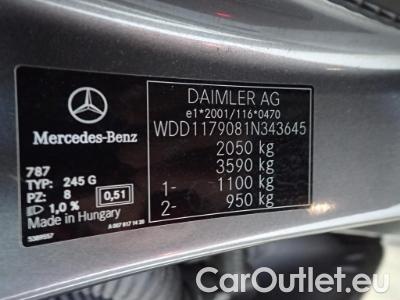 Mercedes-Benz
787
TYP: 245 G
PZ: 8
1,0 %
0,51
Made in Hungary
DAIMLER AG
e1*2001/116*0470
WDD1179081N343645
2050 kg
3590 kg
1- 1100 kg
2- 950 kg
CarOutlet.eu